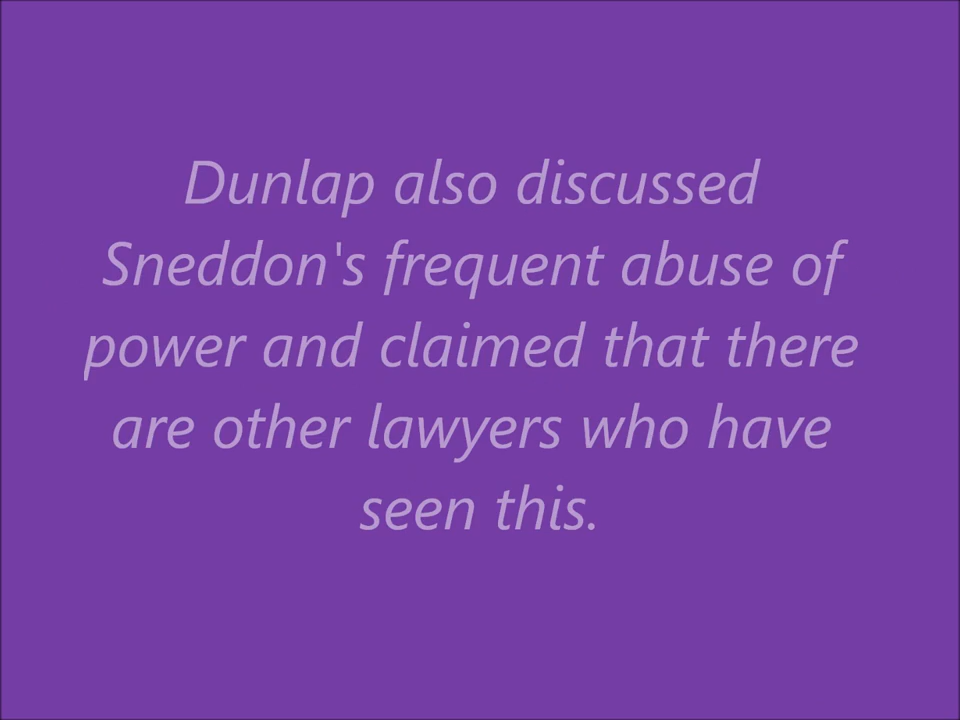 Dunlap also discussed
Sneddon's frequent abuse of
power and claimed that there
are other lawyers who have
seen this.